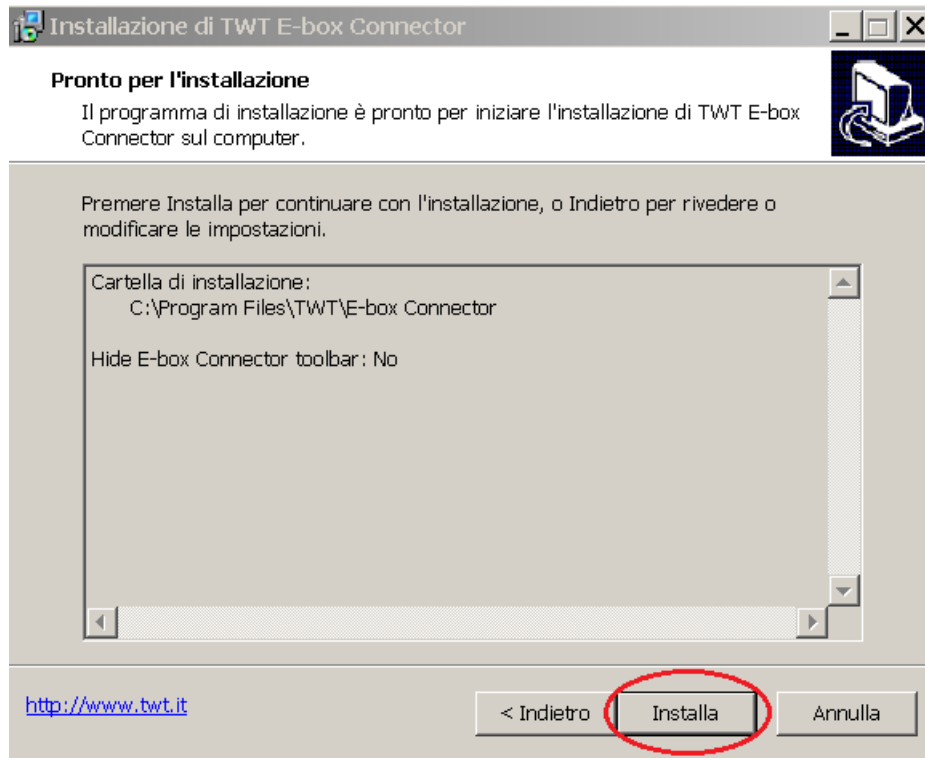 Installazione di TWT E-box Connector
Pronto per l'installazione
Il programma di installazione è pronto per iniziare l'installazione di TWT E-box
Connector sul computer.
Premere Installa per continuare con l'installazione, o Indietro per rivedere o
modificare le impostazioni.
Cartella di installazione:
C:\Program Files\TWT\E-box Connector
Hide E-box Connector toolbar: No
http://www.twt.it
< Indietro
Installa
Annulla